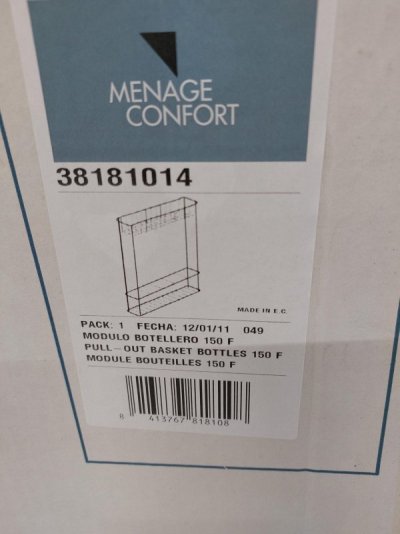 MENAGE
CONFORT
38181014
MADE IN E.C.
PACK: 1 FECHA: 12/01/11 049
MODULO BOTELLERO 150 F
PULL-OUT BASKET BOTTLES 150 F
MODULE BOUTEILLES 150 F
8 413767 818108